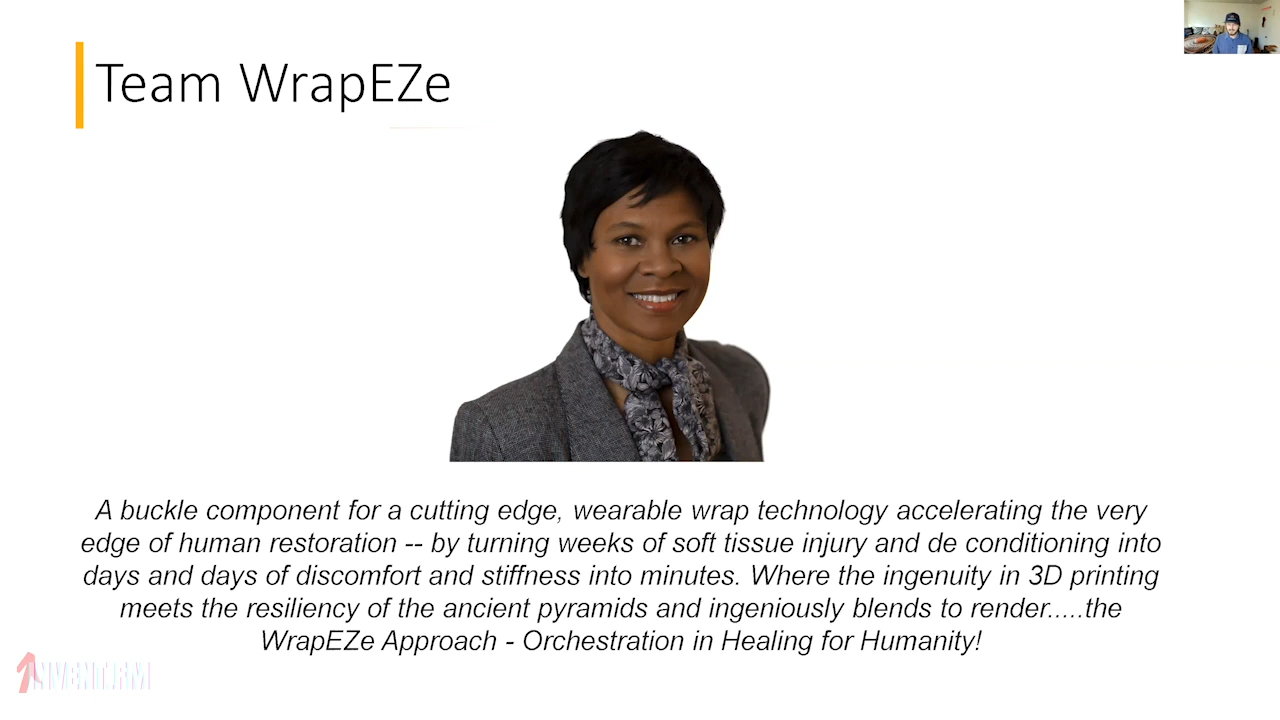 Team WrapEZe
A buckle component for a cutting edge, wearable wrap technology accelerating the very
edge of human restoration -- by turning weeks of soft tissue injury and de conditioning into
days and days of discomfort and stiffness into minutes. Where the ingenuity in 3D printing
meets the resiliency of the ancient pyramids and ingeniously blends to render.....the
WrapEZe Approach - Orchestration in Healing for Humanity!